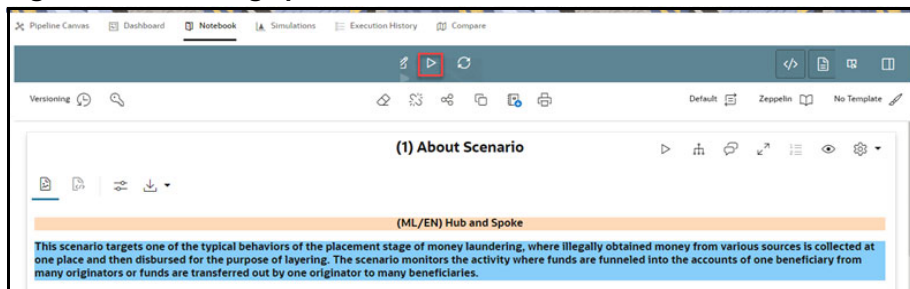 Pipeline Canvas Dashboard Notebook Simulations Execution History Compare
Versioning Default Zeppelin No Template
(1) About Scenario
(ML/EN) Hub and Spoke
This scenario targets one of the typical behaviors of the placement stage of money laundering, where illegally obtained money from various sources is collected at
one place and then disbursed for the purpose of layering. The scenario monitors the activity where funds are funneled into the accounts of one beneficiary from
many originators or funds are transferred out by one originator to many beneficiaries.